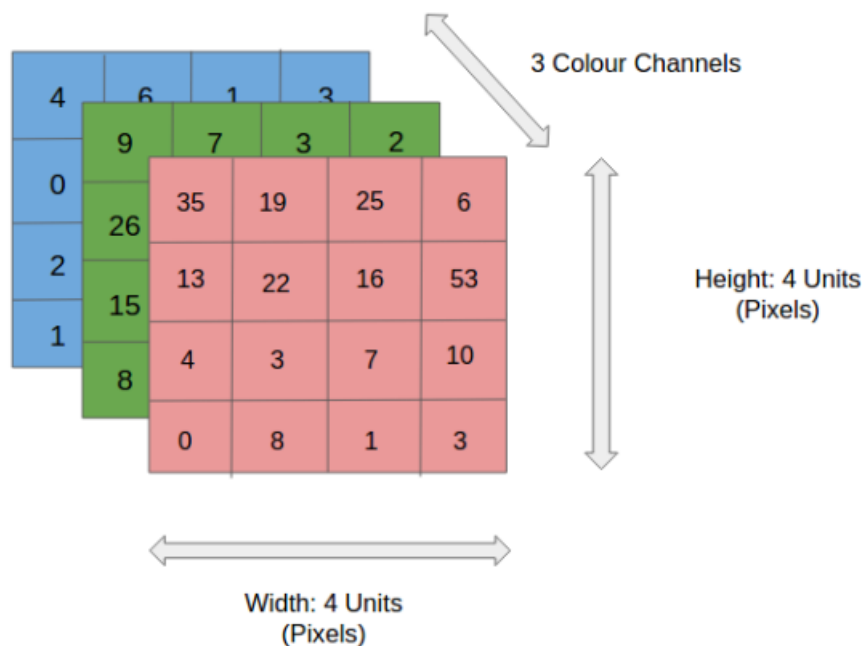 3 Colour Channels
4 6 1 3
9 7 3 2
0
35 19 25 6
26
13 22 16 53
2
15
4 3 7 10
1
8
0 8 1 3
Height: 4 Units
(Pixels)
Width: 4 Units
(Pixels)